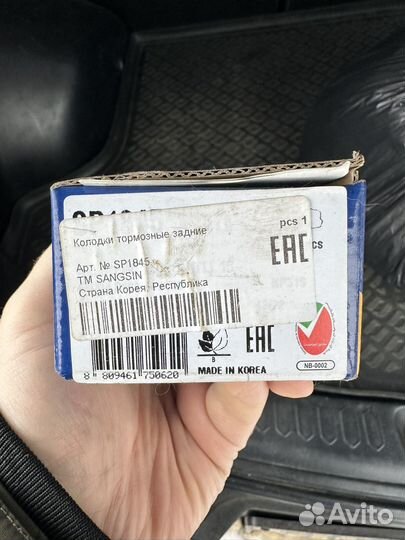 Колодки тормозные задние
pcs 1
Арт. № SP1845
TM SANGSIN
Страна Корея, Республика
EAC
CS
B
EAC
MADE IN KOREA
NB-0002
8 809461 750620
Avito